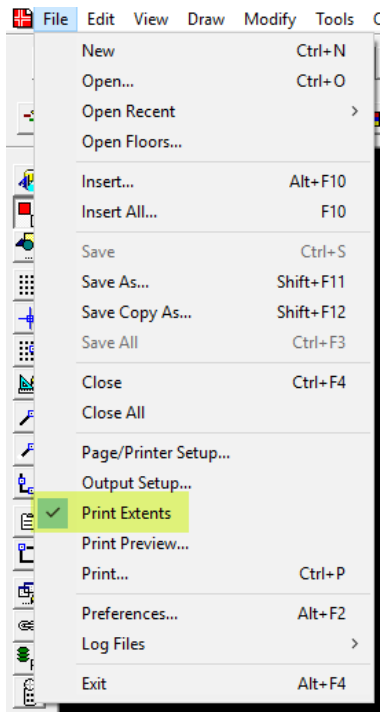 File Edit View Draw Modify Tools
New Ctrl+N
Open... Ctrl+O
Open Recent
Open Floors...
Insert... Alt+F10
Insert All... F10
Save Ctrl+S
Save As... Shift+F11
Save Copy As... Shift+F12
Save All Ctrl+F3
Close Ctrl+F4
Close All
Page/Printer Setup...
Output Setup...
Print Extents
Print Preview...
Print... Ctrl+P
Preferences... Alt+F2
Log Files
Exit Alt+F4